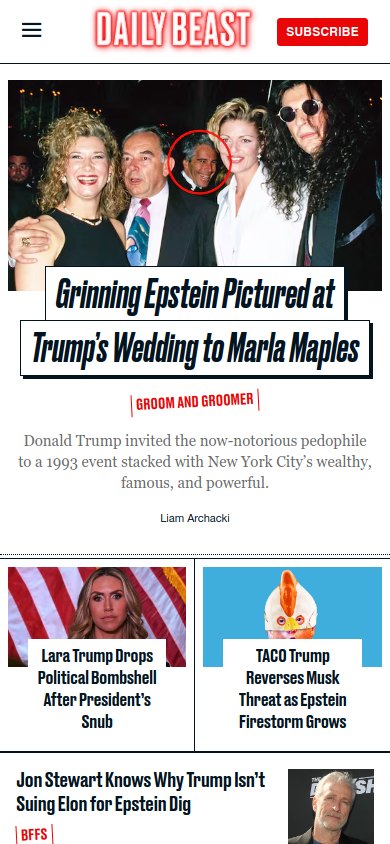 DAILY BEAST
SUBSCRIBE
Grinning Epstein Pictured at
Trump's Wedding to Marla Maples
GROOM AND GROOMER
Donald Trump invited the now-notorious pedophile
to a 1993 event stacked with New York City's wealthy,
famous, and powerful.
Liam Archacki
Lara Trump Drops
Political Bombshell
After President's
Snub
TACO Trump
Reverses Musk
Threat as Epstein
Firestorm Grows
Jon Stewart Knows Why Trump Isn't
Suing Elon for Epstein Dig
BFFS